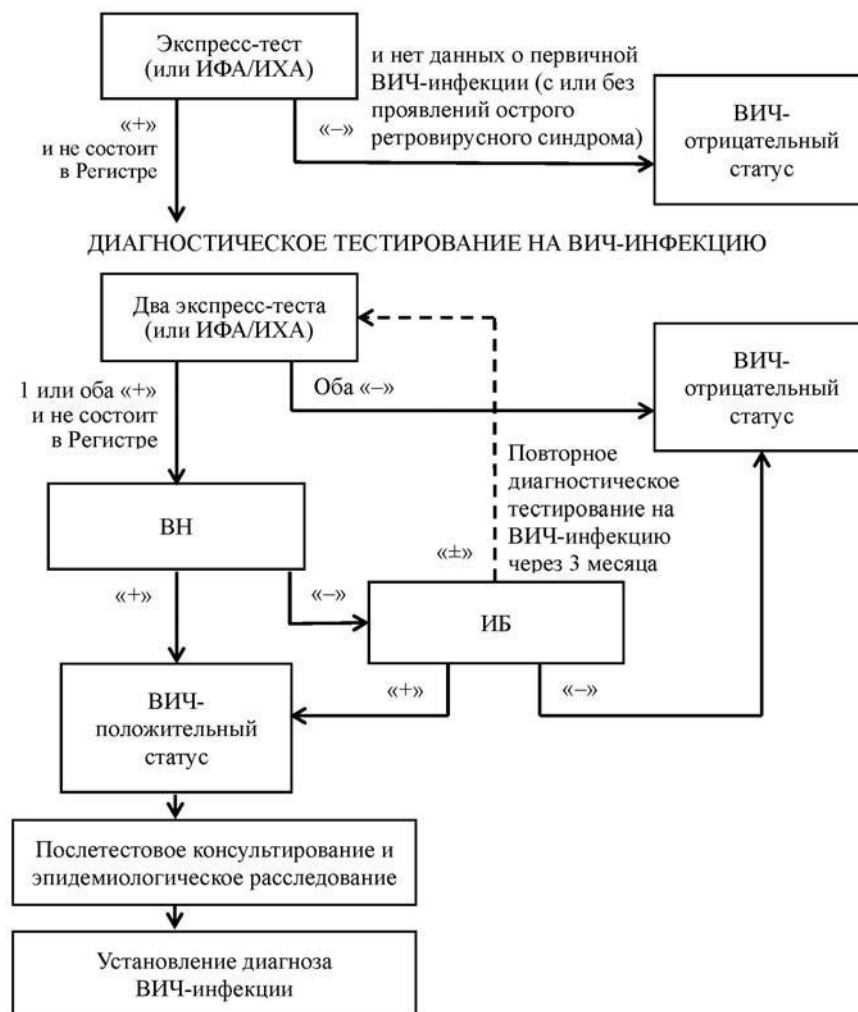 Экспресс-тест
(или ИФА/ИХА)
и нет данных о первичной
ВИЧ-инфекции (с или без
проявлений острого
ретровирусного синдрома)
«+»
и не состоит
в Регистре
«–»
ВИЧ-
отрицательный
статус
ДИАГНОСТИЧЕСКОЕ ТЕСТИРОВАНИЕ НА ВИЧ-ИНФЕКЦИЮ
Два экспресс-теста
(или ИФА/ИХА)
1 или оба «+»
и не состоит
в Регистре
Оба «–»
ВИЧ-
отрицательный
статус
Повторное
диагностическое
тестирование на
ВИЧ-инфекцию
через 3 месяца
«±»
ВН
«+»
«–»
ИБ
«+»
«–»
ВИЧ-
положительный
статус
Послетестовое консультирование и
эпидемиологическое расследование
Установление диагноза
ВИЧ-инфекции